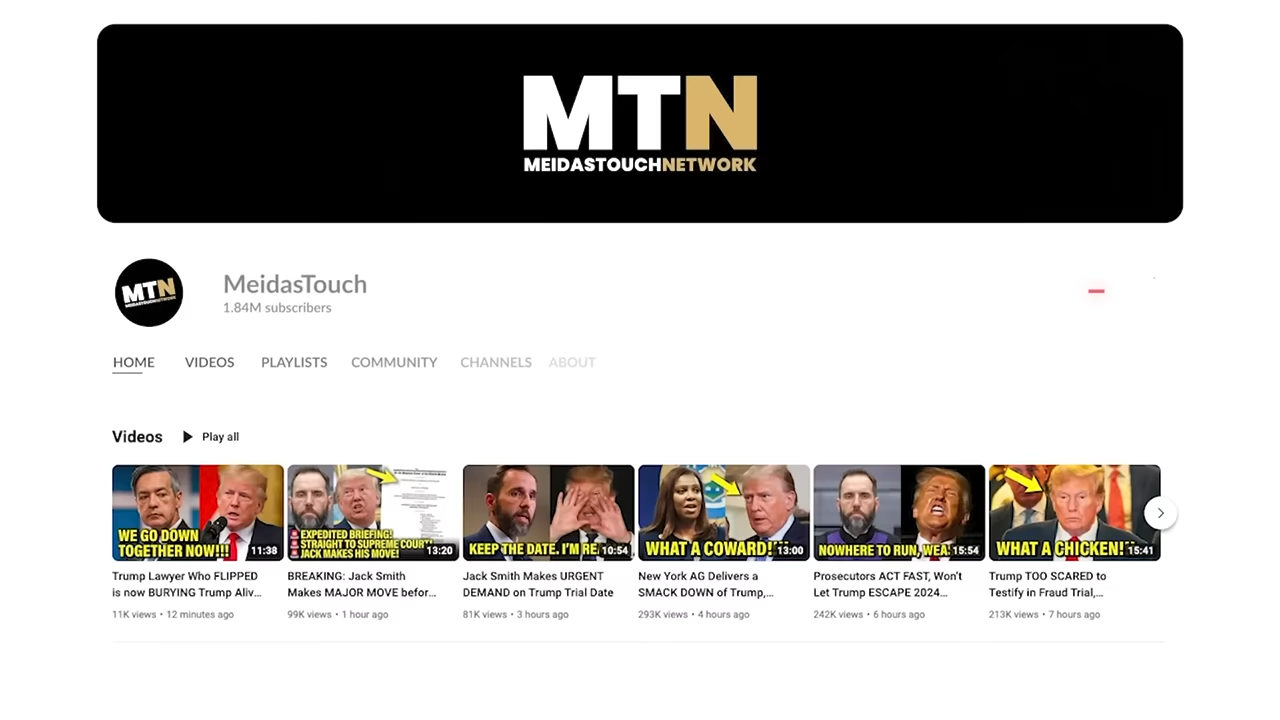 MTN
MEIDASTOUCHNETWORK
MTN
MEIDASTOUCHNETWORK
MeidasTouch
1.84M subscribers
HOME VIDEOS PLAYLISTS COMMUNITY CHANNELS ABOUT
Videos Play all
WE GO DOWN
TOGETHER NOW!!!
11:38
EXPEDITED BRIEFING!
STRAIGHT TO SUPREME COURT!
JACK MAKES HIS MOVE!
13:20
KEEP THE DATE. I'M RE
10:54
WHAT A COWARD!
13:00
NOWHERE TO RUN, WEA
15:54
WHAT A CHICKEN!
15:41
Trump Lawyer Who FLIPPED
is now BURYING Trump Aliv...
11K views • 12 minutes ago
BREAKING: Jack Smith
Makes MAJOR MOVE befor...
99K views • 1 hour ago
Jack Smith Makes URGENT
DEMAND on Trump Trial Date
81K views • 3 hours ago
New York AG Delivers a
SMACK DOWN of Trump,...
293K views • 4 hours ago
Prosecutors ACT FAST, Won't
Let Trump ESCAPE 2024...
242K views • 6 hours ago
Trump TOO SCARED to
Testify in Fraud Trial,...
213K views • 7 hours ago